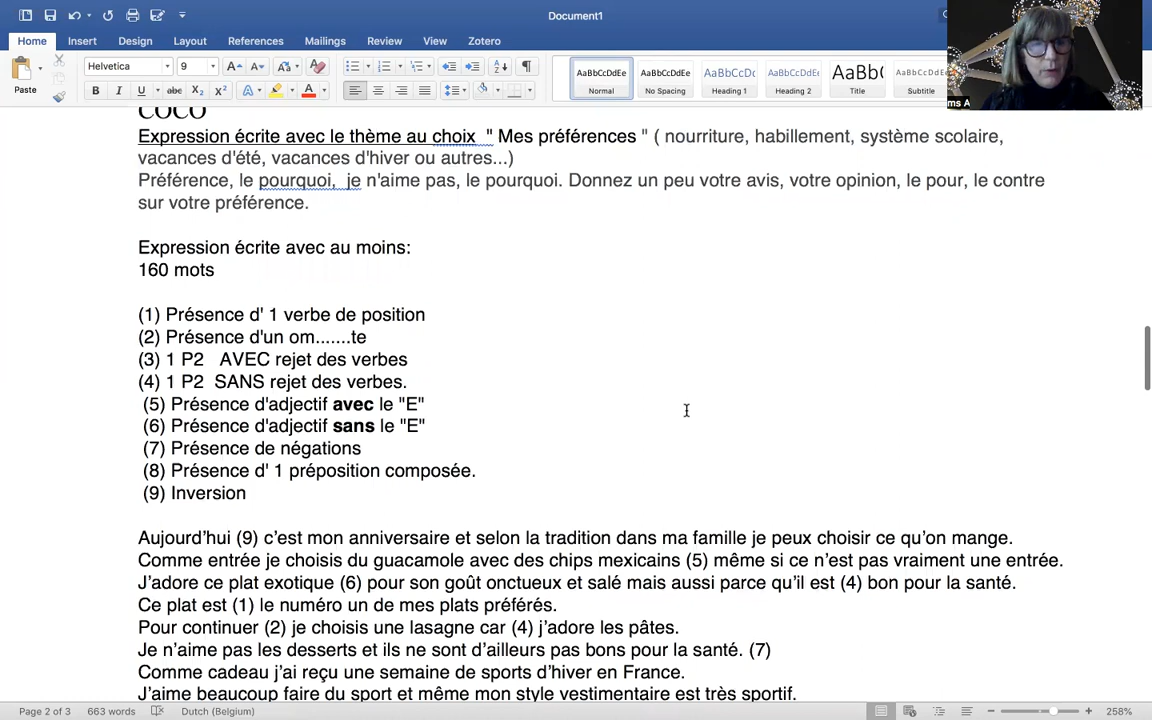 Document1
Home Insert Design Layout References Mailings Review View Zotero
Paste
Helvetica 9
B I U abc X2 X2 A A
AaBbCcDdEe AaBbCcDdEe AaBbCcDc AaBbCcDdEe AaBb( AaBbCcDdEe
Normal No Spacing Heading 1 Heading 2 Title Subtitle
ms A
COCO
Expression écrite avec le thème au choix " Mes préférences " ( nourriture, habillement, système scolaire,
vacances d'été, vacances d'hiver ou autres...)
Préférence, le pourquoi, je n'aime pas, le pourquoi. Donnez un peu votre avis, votre opinion, le pour, le contre
sur votre préférence.
Expression écrite avec au moins:
160 mots
(1) Présence d' 1 verbe de position
(2) Présence d'un om.......te
(3) 1 P2 AVEC rejet des verbes
(4) 1 P2 SANS rejet des verbes.
(5) Présence d'adjectif avec le "E"
(6) Présence d'adjectif sans le "E"
(7) Présence de négations
(8) Présence d' 1 préposition composée.
(9) Inversion
Aujourd’hui (9) c’est mon anniversaire et selon la tradition dans ma famille je peux choisir ce qu’on mange.
Comme entrée je choisis du guacamole avec des chips mexicains (5) même si ce n’est pas vraiment une entrée.
J’adore ce plat exotique (6) pour son goût onctueux et salé mais aussi parce qu’il est (4) bon pour la santé.
Ce plat est (1) le numéro un de mes plats préférés.
Pour continuer (2) je choisis une lasagne car (4) j’adore les pâtes.
Je n’aime pas les desserts et ils ne sont d’ailleurs pas bons pour la santé. (7)
Comme cadeau j’ai reçu une semaine de sports d’hiver en France.
J’aime beaucoup faire du sport et même mon style vestimentaire est très sportif.
Page 2 of 3 663 words Dutch (Belgium) 258%